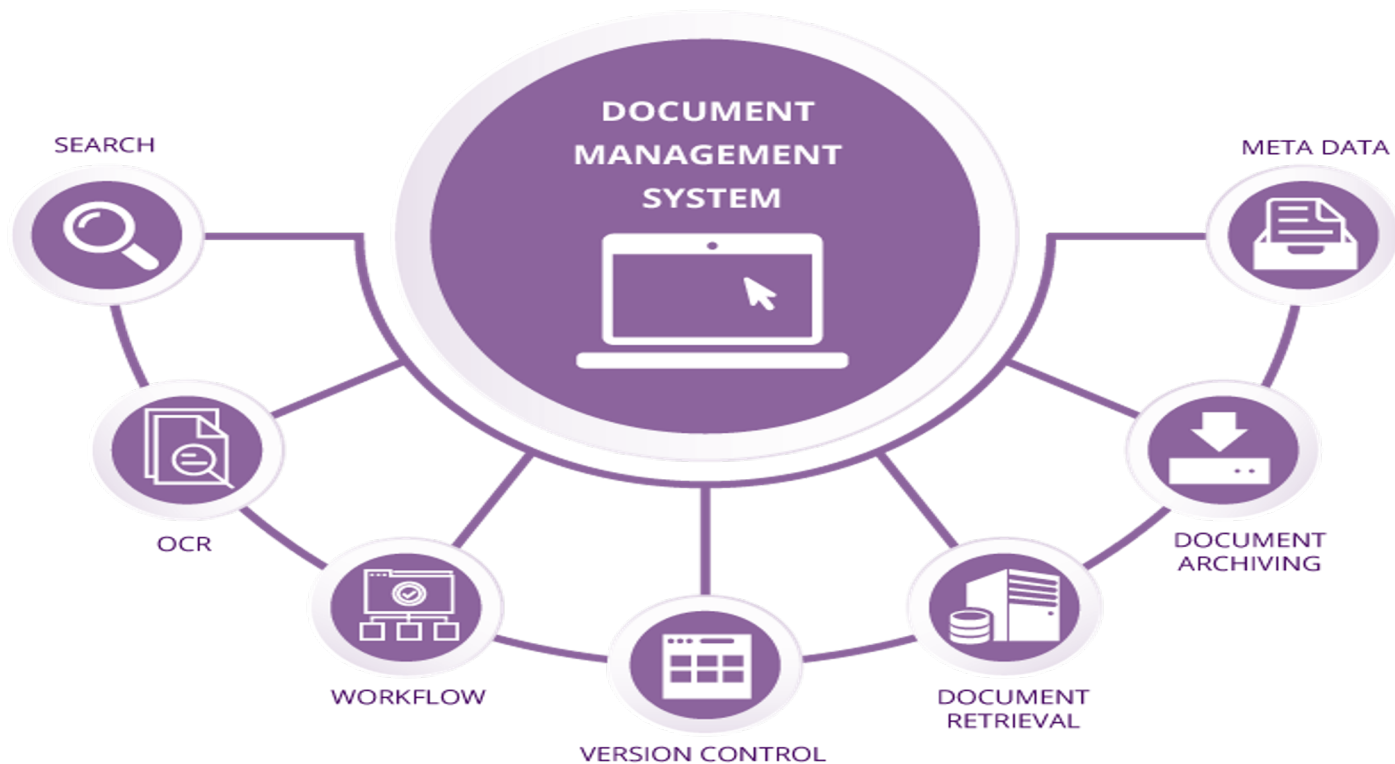 DOCUMENT
MANAGEMENT
SYSTEM
SEARCH
OCR
WORKFLOW
VERSION CONTROL
DOCUMENT
RETRIEVAL
DOCUMENT
ARCHIVING
META DATA